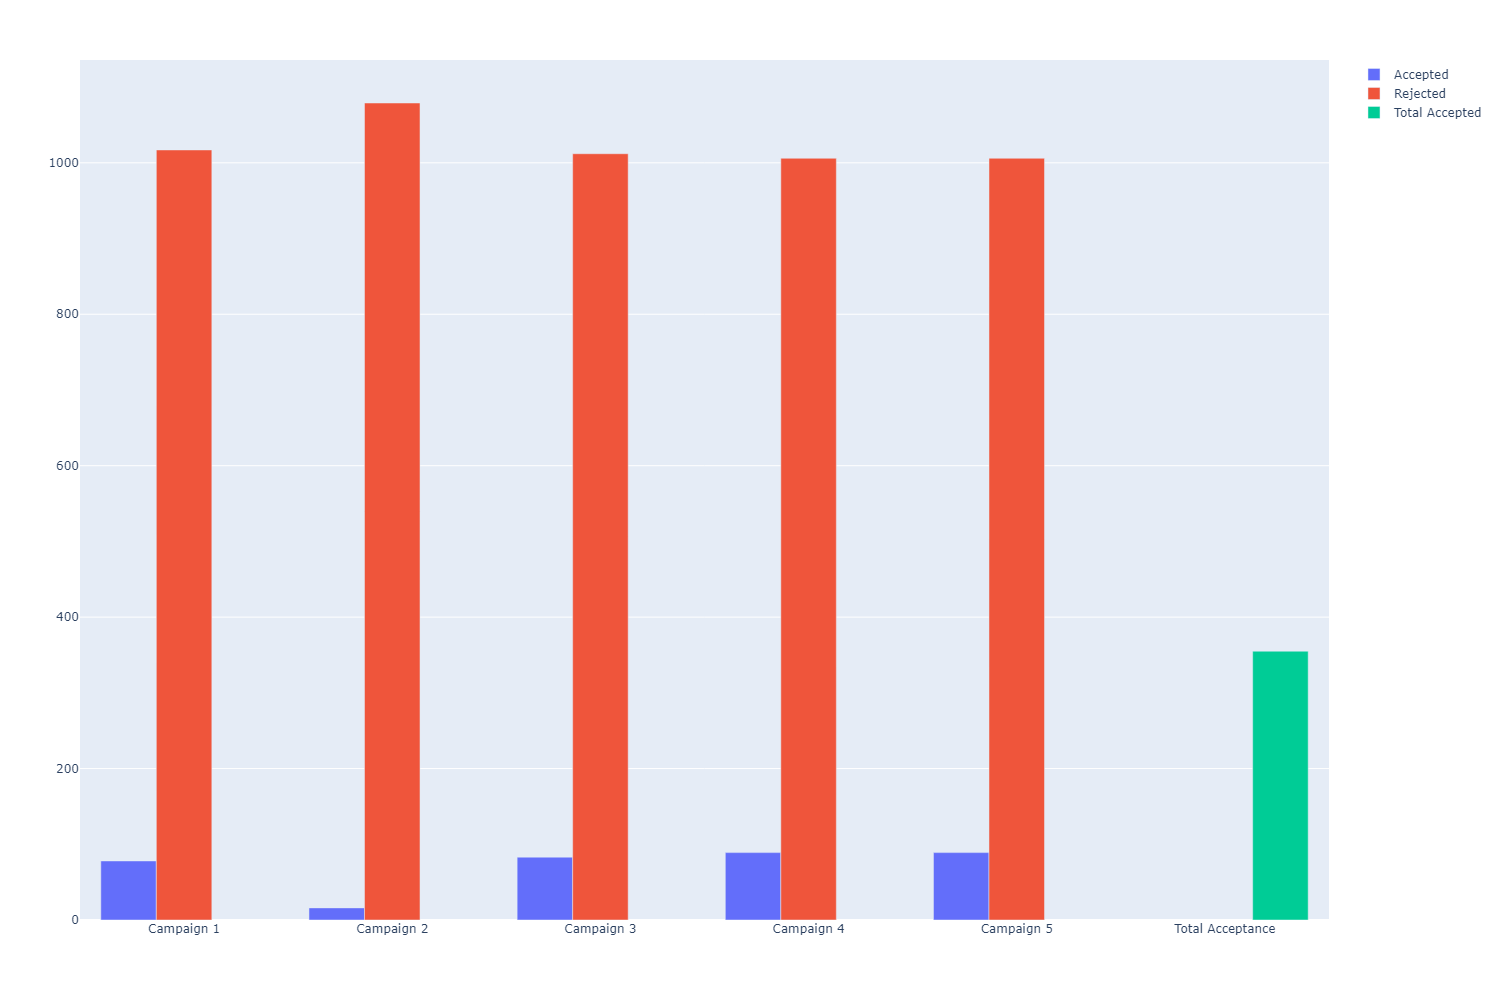 Accepted
Rejected
Total Accepted
1000
800
600
400
200
0
Campaign 1
Campaign 2
Campaign 3
Campaign 4
Campaign 5
Total Acceptance